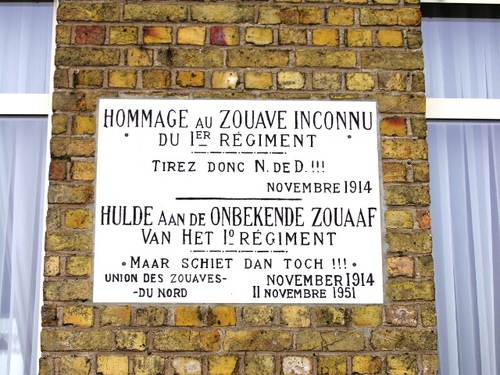 HOMMAGE AU ZOUAVE INCONNU
DU 1ER RÉGIMENT
TIREZ DONC N. DE D. !!!
NOVEMBRE 1914
HULDE AAN DE ONBEKENDE ZOUAAF
VAN HET 1º RÉGIMENT
MAAR SCHIET DAN TOCH !!!
UNION DES ZOUAVES- NOVEMBER 1914
-DU NORD 11 NOVEMBRE 1951